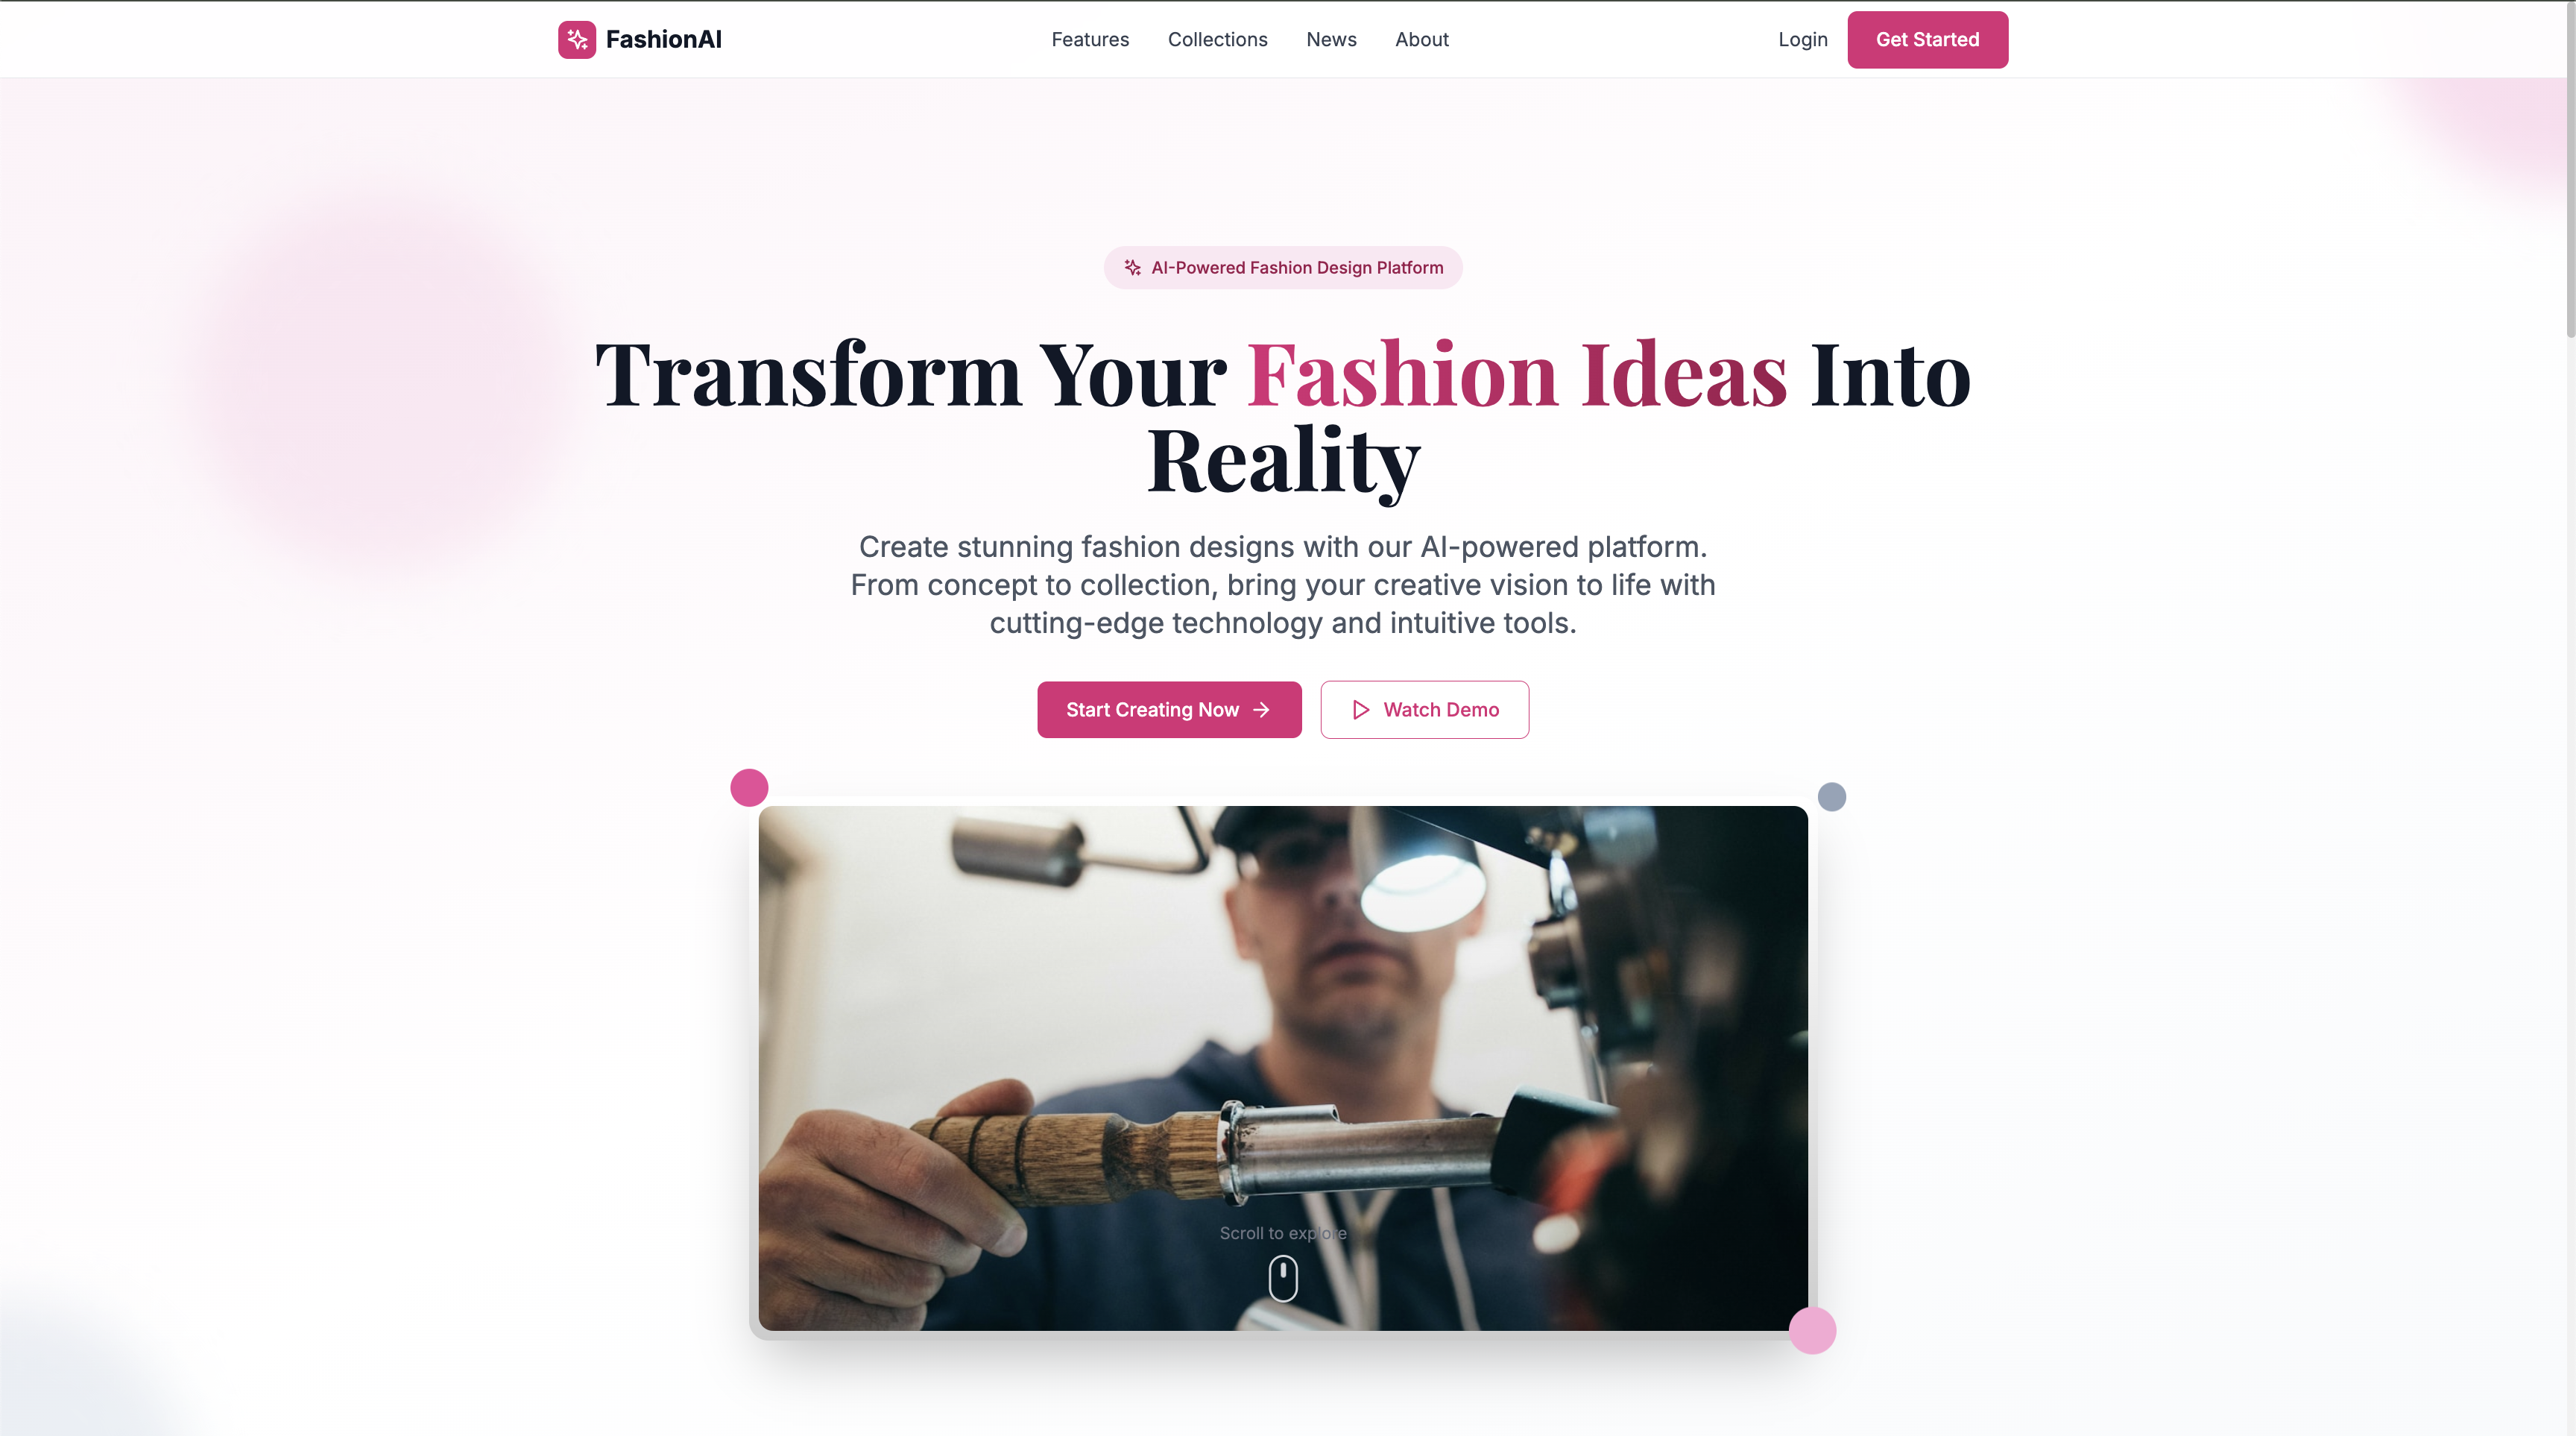 FashionAI
Features
Collections
News
About
Login
Get Started
AI-Powered Fashion Design Platform
Transform Your Fashion Ideas Into
Reality
Create stunning fashion designs with our AI-powered platform.
From concept to collection, bring your creative vision to life with
cutting-edge technology and intuitive tools.
Start Creating Now
Watch Demo
Scroll to explore